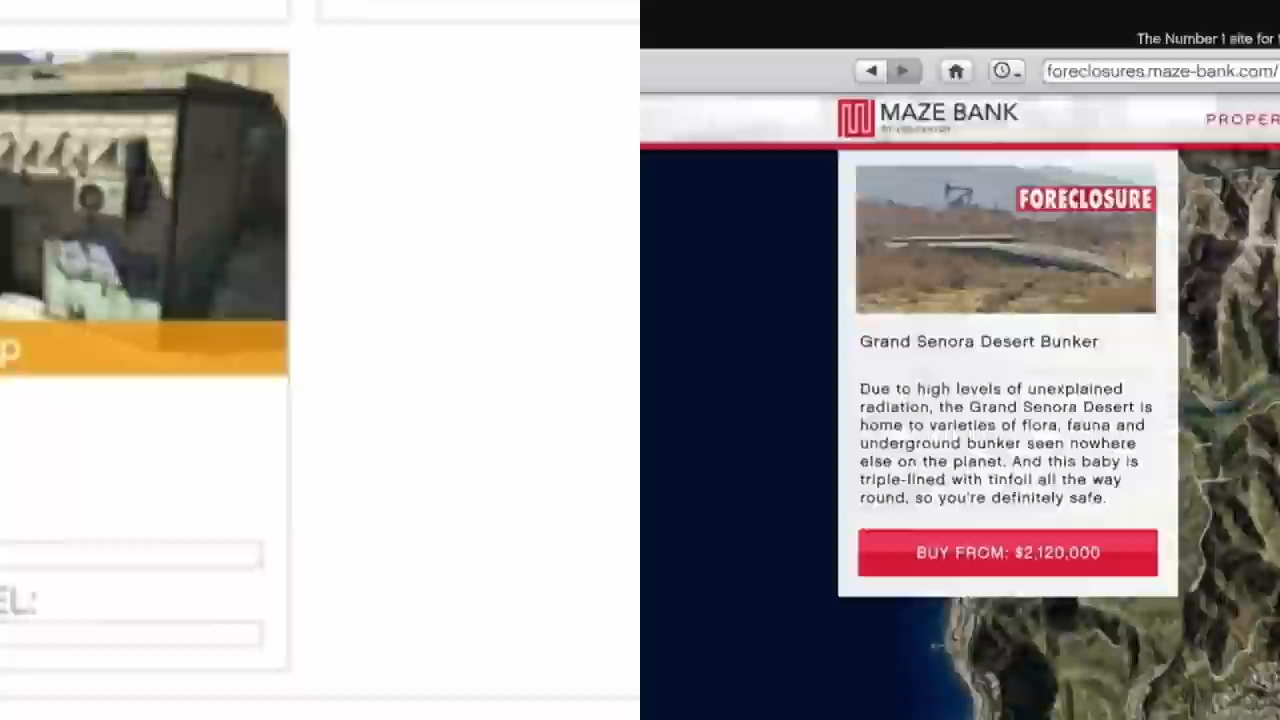 p
EL:
The Number 1 site for
foreclosures.maze-bank.com/
MAZE BANK
PROPER
FORECLOSURE
Grand Senora Desert Bunker
Due to high levels of unexplained
radiation, the Grand Senora Desert is
home to varieties of flora, fauna and
underground bunker seen nowhere
else on the planet. And this baby is
triple-lined with tinfoil all the way
round, so you're definitely safe.
BUY FROM: $2,120,000